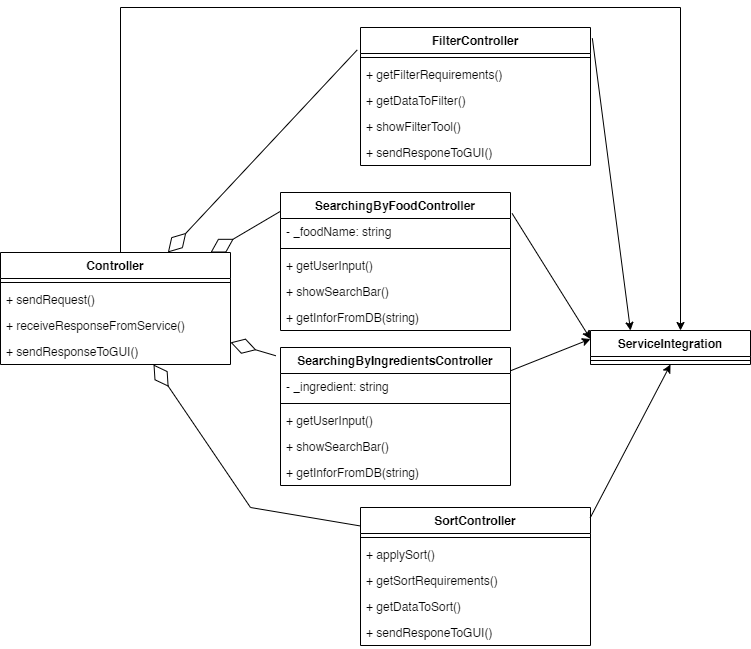 FilterController
+ getFilterRequirements()
+ getDataToFilter()
+ showFilterTool()
+ sendResponeToGUI()
SearchingByFoodController
- _foodName: string
+ getUserInput()
+ showSearchBar()
+ getInforFromDB(string)
Controller
+ sendRequest()
+ receiveResponseFromService()
+ sendResponseToGUI()
ServiceIntegration
SearchingByIngredientsController
- _ingredient: string
+ getUserInput()
+ showSearchBar()
+ getInforFromDB(string)
SortController
+ applySort()
+ getSortRequirements()
+ getDataToSort()
+ sendResponeToGUI()